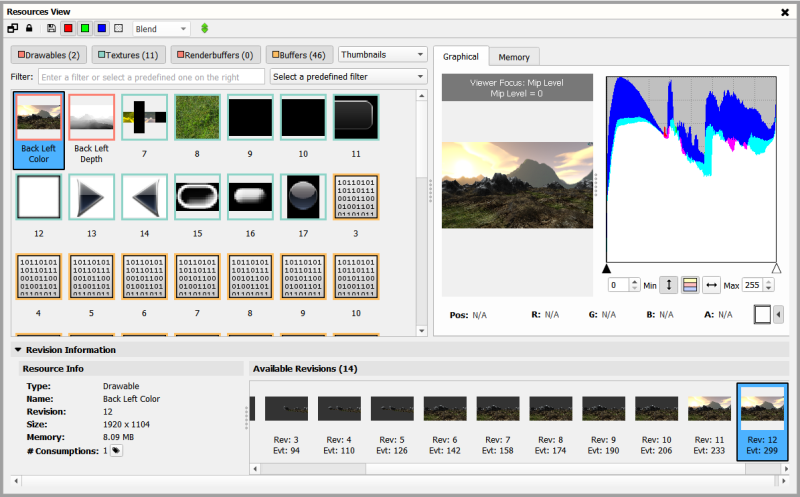 Resources View
Blend
Drawables (2) Textures (11) Renderbuffers (0) Buffers (46) Thumbnails
Filter: Enter a filter or select a predefined one on the right Select a predefined filter
Back Left Color
Back Left Depth
7
8
9
10
11
12
13
14
15
16
17
3
10110101
10110111
00101100
01001101
01101011
4
5
6
7
8
9
10
Graphical Memory
Viewer Focus: Mip Level
Mip Level = 0
0 Min Max 255
Pos: N/A R: N/A G: N/A B: N/A A: N/A
Revision Information
Resource Info
Type: Drawable
Name: Back Left Color
Revision: 12
Size: 1920 x 1104
Memory: 8.09 MB
# Consumptions: 1
Available Revisions (14)
Rev: 3 Rev: 4 Rev: 5 Rev: 6 Rev: 7 Rev: 8 Rev: 9 Rev: 10 Rev: 11 Rev: 12
Evt: 94 Evt: 110 Evt: 126 Evt: 142 Evt: 158 Evt: 174 Evt: 190 Evt: 206 Evt: 233 Evt: 299